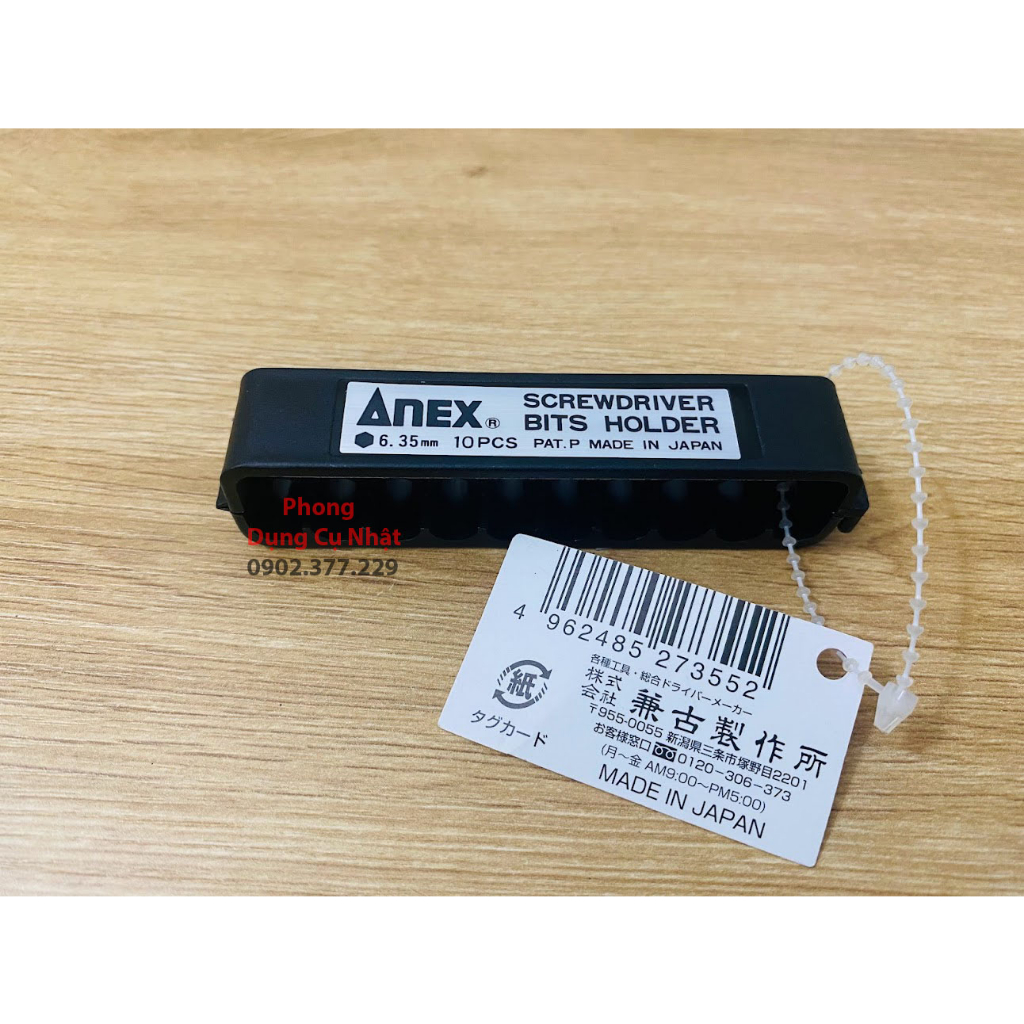 ANEX® SCREWDRIVER
BITS HOLDER
6.35mm 10PCS PAT.P MADE IN JAPAN
Phong
Dụng Cụ Nhật
0902.377.229
4 962485 273552
紙
タグカード
各種工具・総合ドライバーメーカー
株式会社 兼古製作所
〒955-0055 新潟県三条市塚野目2201
お客様窓口 0120-306-373
(月～金 AM9:00～PM5:00)
MADE IN JAPAN